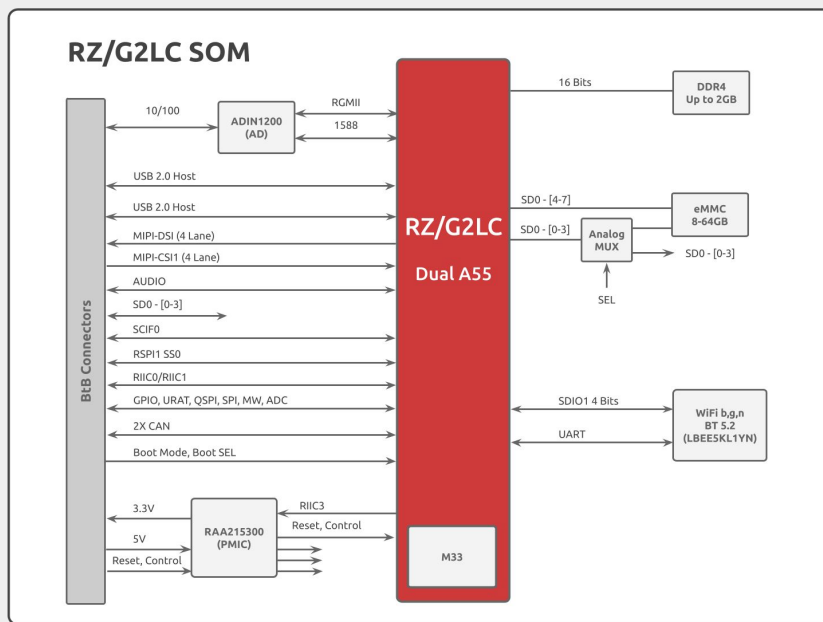 RZ/G2LC SOM
BtB Connectors
10/100
ADIN1200
(AD)
RGMII
1588
USB 2.0 Host
USB 2.0 Host
MIPI-DSI (4 Lane)
MIPI-CSI1 (4 Lane)
AUDIO
SD0 - [0-3]
SCIF0
RSPI1 SS0
RIIC0/RIIC1
GPIO, URAT, QSPI, SPI, MW, ADC
2X CAN
Boot Mode, Boot SEL
3.3V
5V
Reset, Control
RAA215300
(PMIC)
RIIC3
Reset, Control
RZ/G2LC
Dual A55
M33
16 Bits
DDR4
Up to 2GB
SD0 - [4-7]
SD0 - [0-3]
Analog
MUX
SEL
eMMC
8-64GB
SD0 - [0-3]
SDIO1 4 Bits
UART
WiFi b,g,n
BT 5.2
(LBEE5KL1YN)